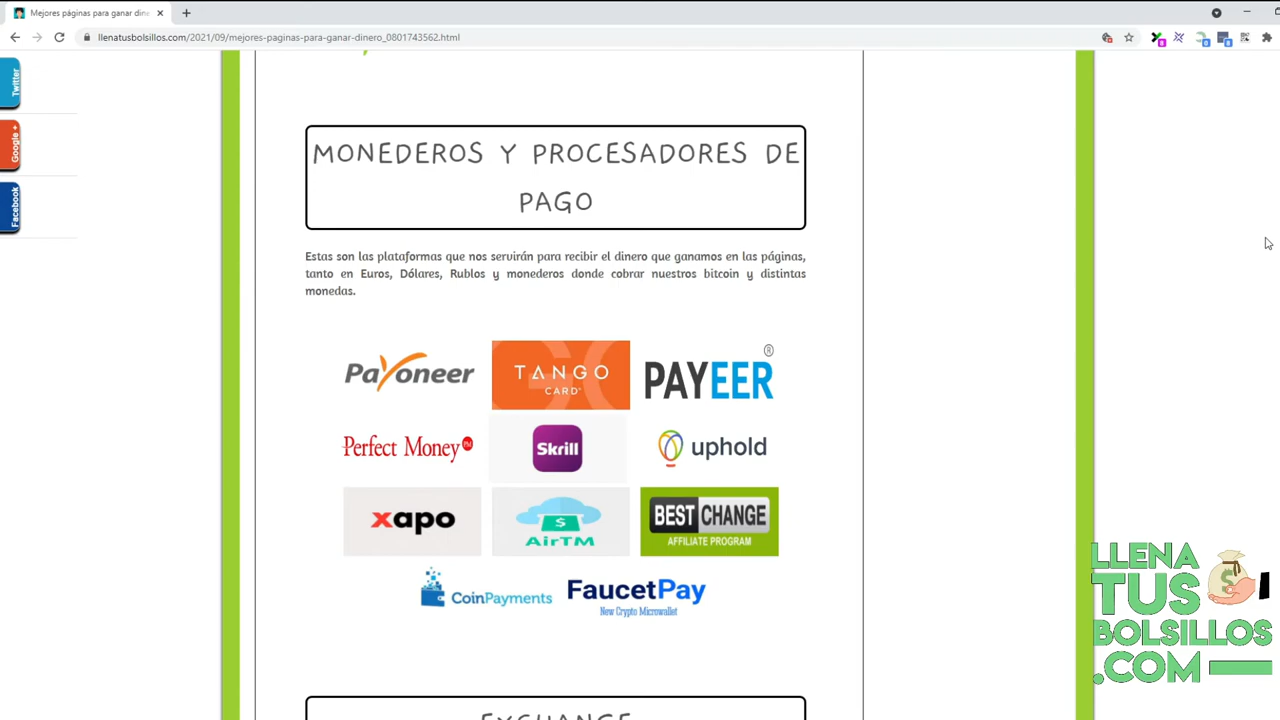 Mejores páginas para ganar dine
llenatusbolsillos.com/2021/09/mejores-paginas-para-ganar-dinero_0801743562.html
Twitter
Google +
Facebook
MONEDEROS Y PROCESADORES DE
PAGO
Estas son las plataformas que nos servirán para recibir el dinero que ganamos en las páginas,
tanto en Euros, Dólares, Rublos y monederos donde cobrar nuestros bitcoin y distintas
monedas.
Payoneer
TANGO
CARD
PAYEER ®
Perfect Money PM
Skrill
uphold
xapo
$
AirTM
BEST CHANGE
AFFILIATE PROGRAM
CoinPayments
FaucetPay
New Crypto Microwallet
LLENA
TUS
BOLSILLOS
.COM
$
EXCHANGE